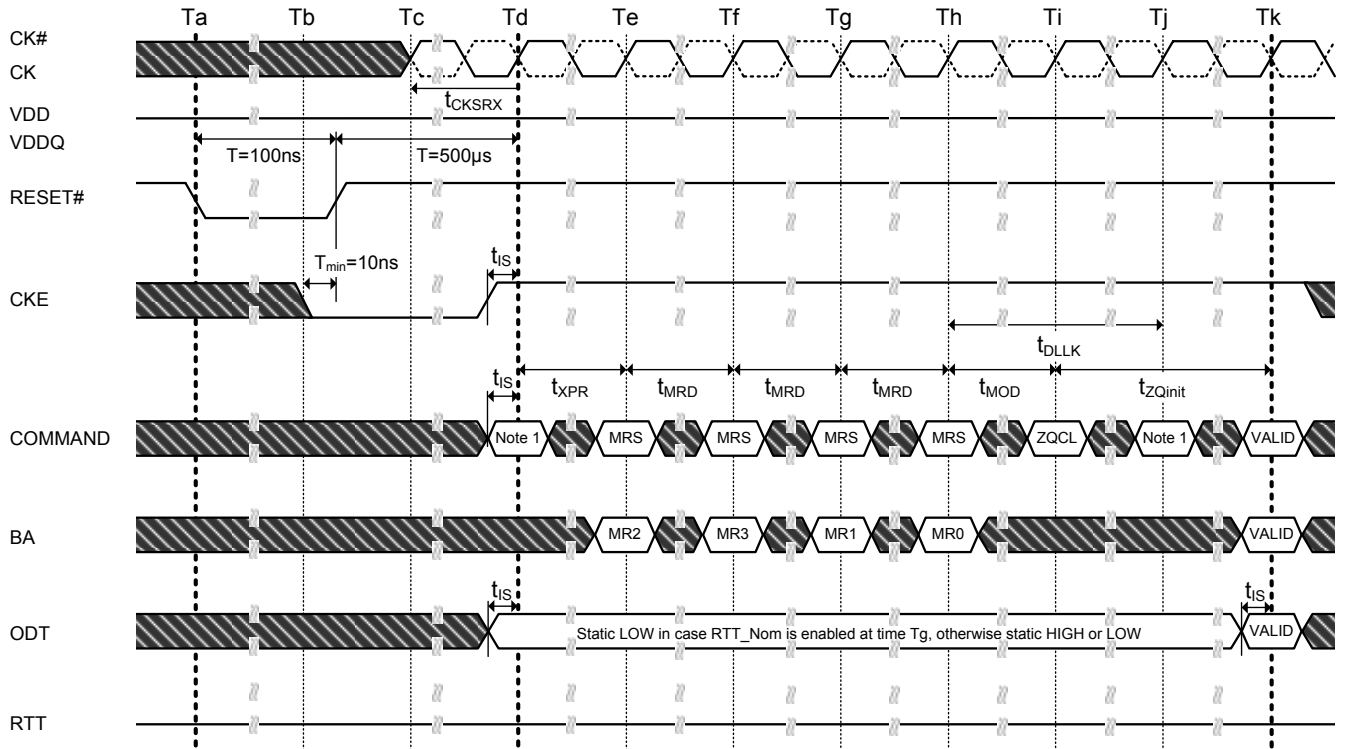 Ta Tb Tc Td Te Tf Tg Th Ti Tj Tk
CK#
CK
tCKSRX
VDD
VDDQ
T=100ns T=500µs
RESET#
Tmin=10ns tIS
CKE
tDLLK
tIS tXPR tMRD tMRD tMRD tMOD tZQinit
COMMAND Note 1 MRS MRS MRS MRS ZQCL Note 1 VALID
BA MR2 MR3 MR1 MR0 VALID
tIS tIS
ODT Static LOW in case RTT_Nom is enabled at time Tg, otherwise static HIGH or LOW VALID
RTT